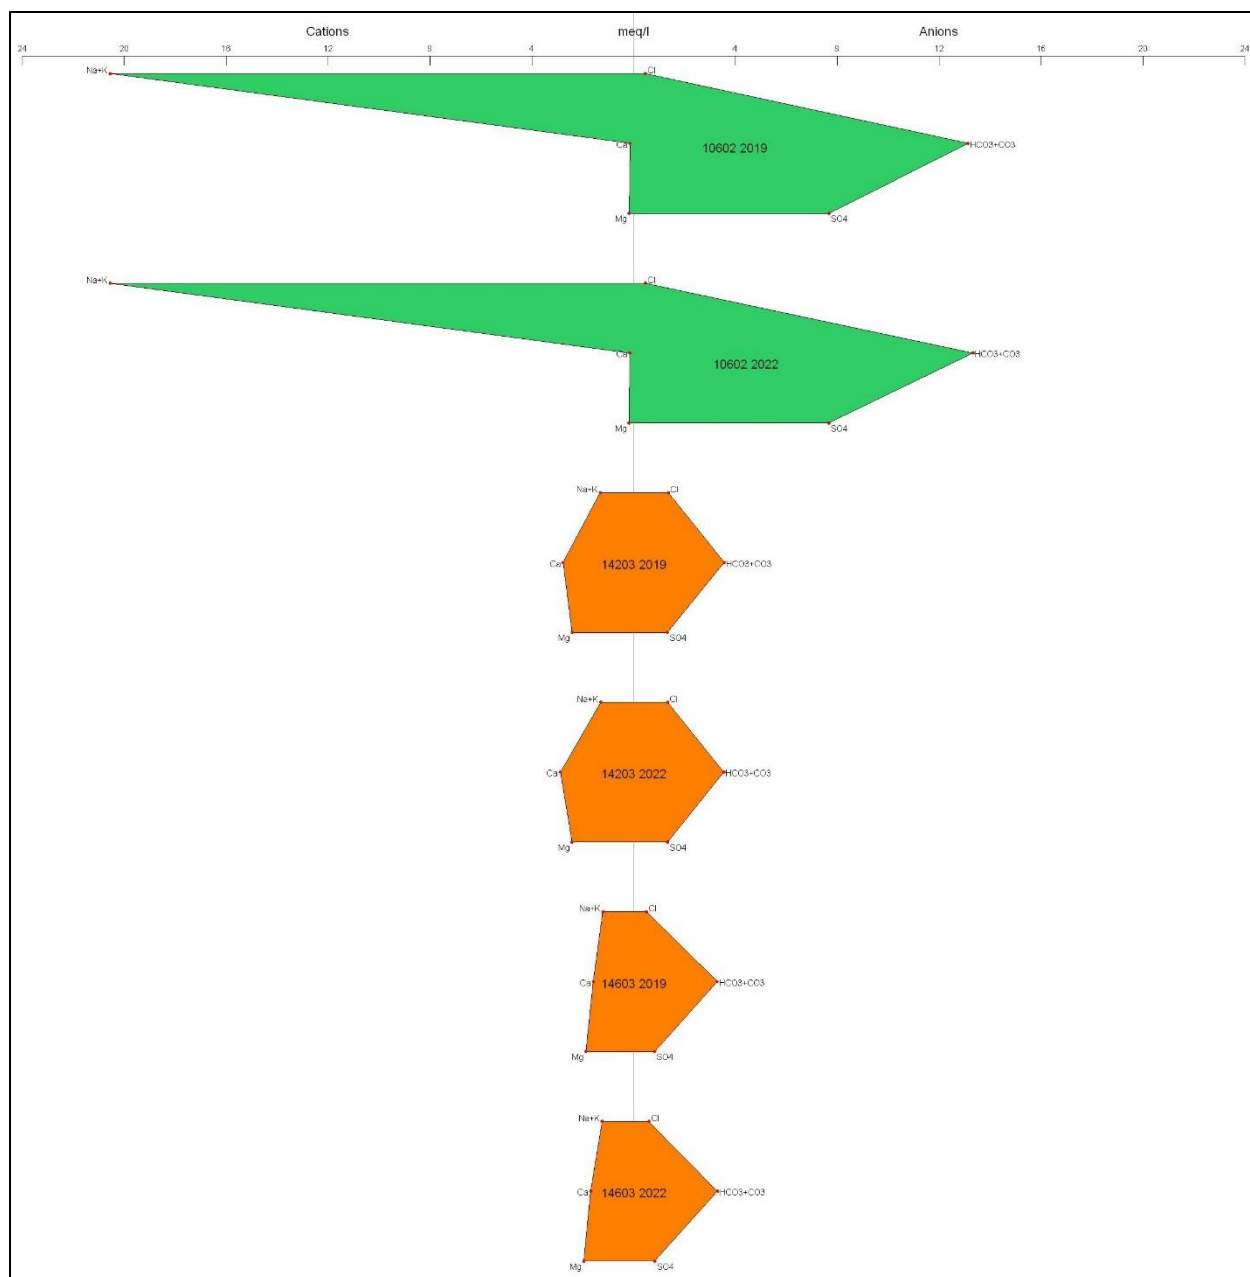 Cations meq/l Anions
24 20 16 12 8 4 4 8 12 16 20 24
Na+K Cl
Ca 10602 2019 HCO3+CO3
Mg SO4
Na+K Cl
Ca 10602 2022 HCO3+CO3
Mg SO4
Na+K Cl
Ca 14203 2019 HCO3+CO3
Mg SO4
Na+K Cl
Ca 14203 2022 HCO3+CO3
Mg SO4
Na+K Cl
Ca 14603 2019 HCO3+CO3
Mg SO4
Na+K Cl
Ca 14603 2022 HCO3+CO3
Mg SO4